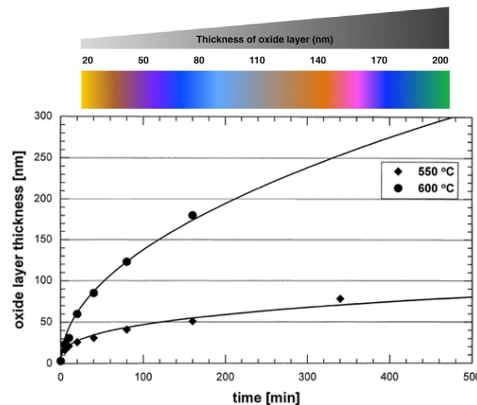 Thickness of oxide layer (nm)
20 50 80 110 140 170 200
300
250
200
150
100
50
0
0 100 200 300 400 500
oxide layer thickness [nm]
time [min]
550 °C
600 °C